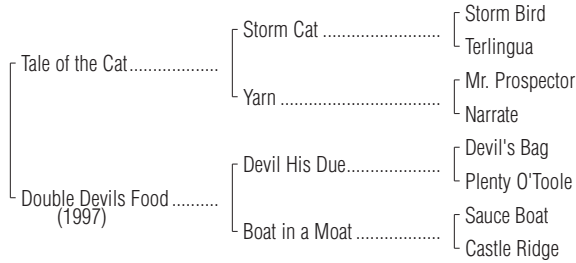 Storm Cat
Storm Bird
Terlingua
Tale of the Cat
Yarn
Mr. Prospector
Narrate
Devil His Due
Devil's Bag
Plenty O'Toole
Double Devils Food
(1997)
Boat in a Moat
Sauce Boat
Castle Ridge